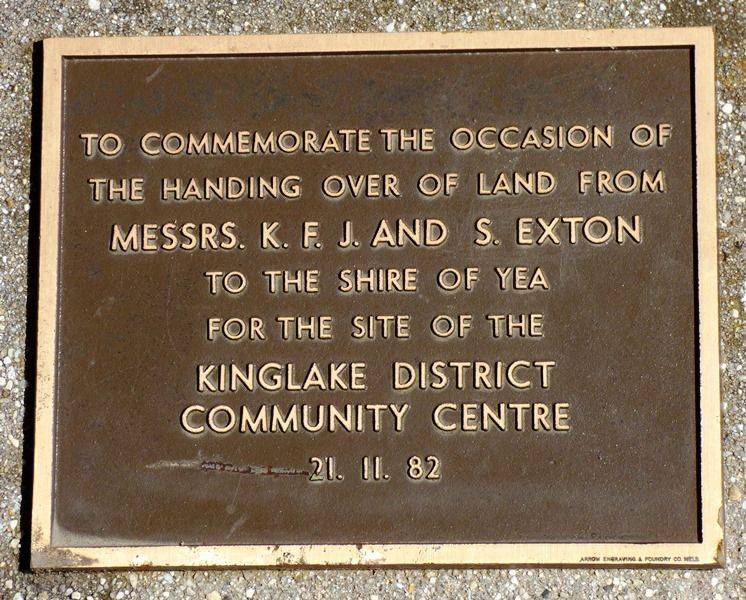 TO COMMEMORATE THE OCCASION OF
THE HANDING OVER OF LAND FROM
MESSRS. K. F. J. AND S. EXTON
TO THE SHIRE OF YEA
FOR THE SITE OF THE
KINGLAKE DISTRICT
COMMUNITY CENTRE
21. 11. 82
ARROW ENGRAVING & FOUNDRY CO. MELB.